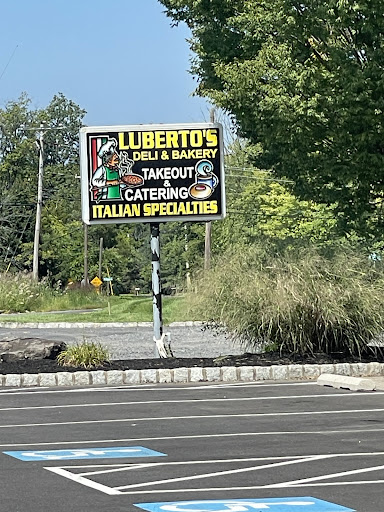 LUBERTO'S
DELI & BAKERY
TAKEOUT
&
CATERING
ITALIAN SPECIALTIES